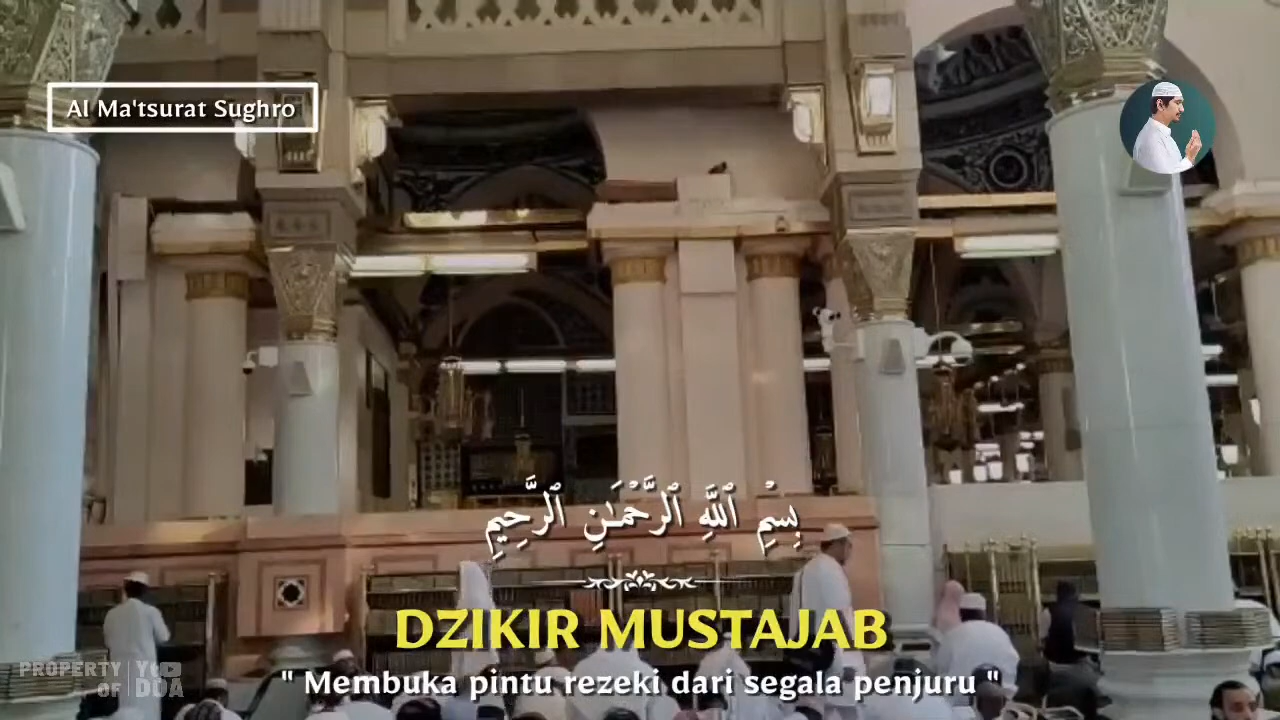 Al Ma'tsurat Sughro
بِسْمِ ٱللَّهِ ٱلرَّحْمَـٰنِ ٱلرَّحِيمِ
DZIKIR MUSTAJAB
" Membuka pintu rezeki dari segala penjuru "
PROPERTY OF
Yt DOA